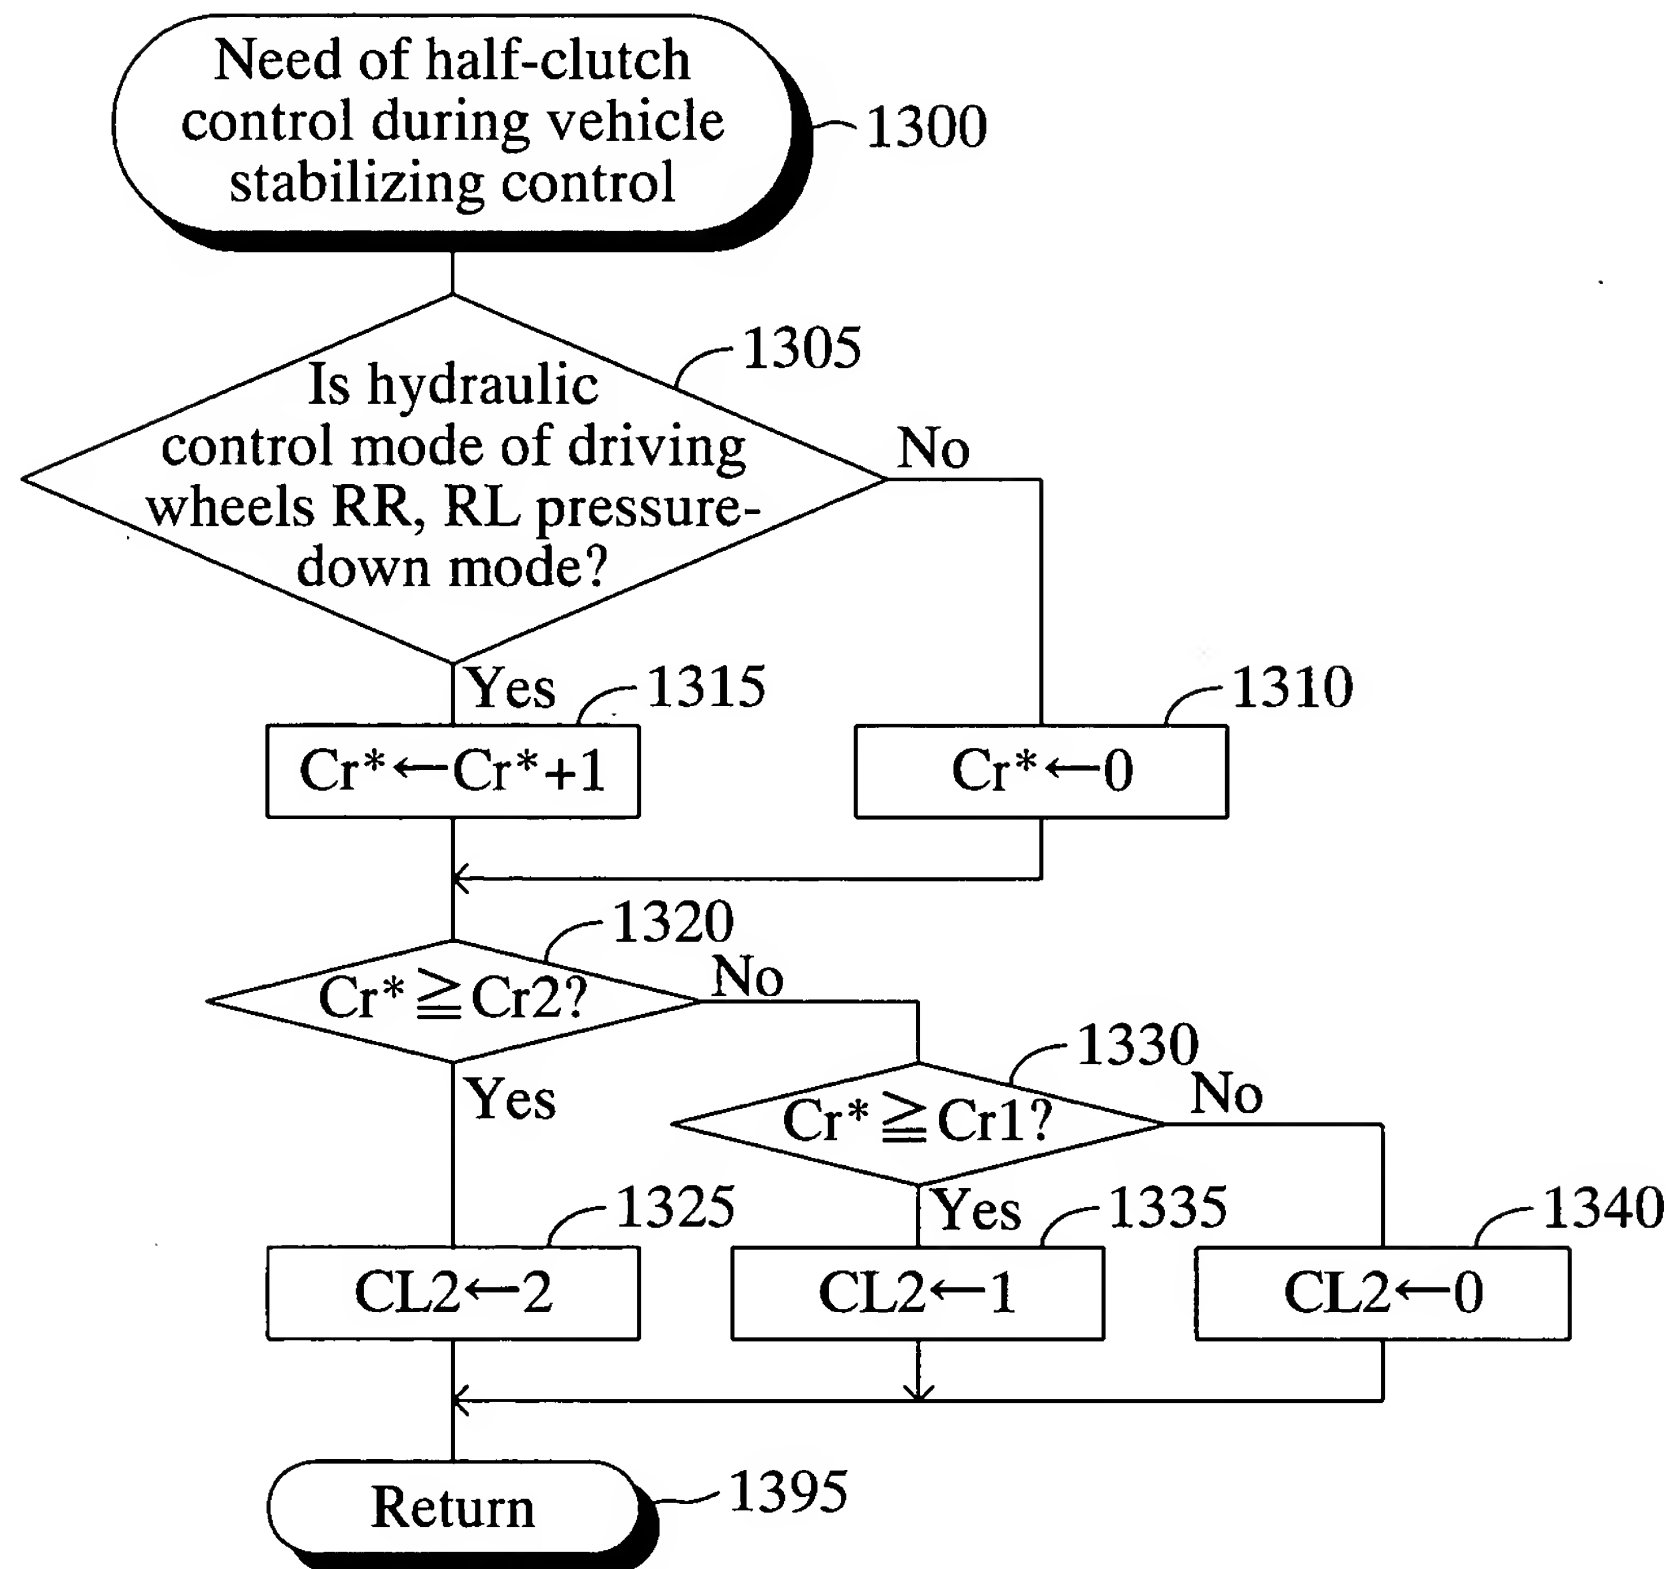 Need of half-clutch
control during vehicle
stabilizing control
1300
1305
Is hydraulic
control mode of driving
wheels RR, RL pressure-
down mode?
No
Yes
1315
1310
Cr*←Cr*+1
Cr*←0
1320
Cr*≧Cr2?
No
Yes
1330
Cr*≧Cr1?
No
Yes
1325
1335
1340
CL2←2
CL2←1
CL2←0
Return
1395